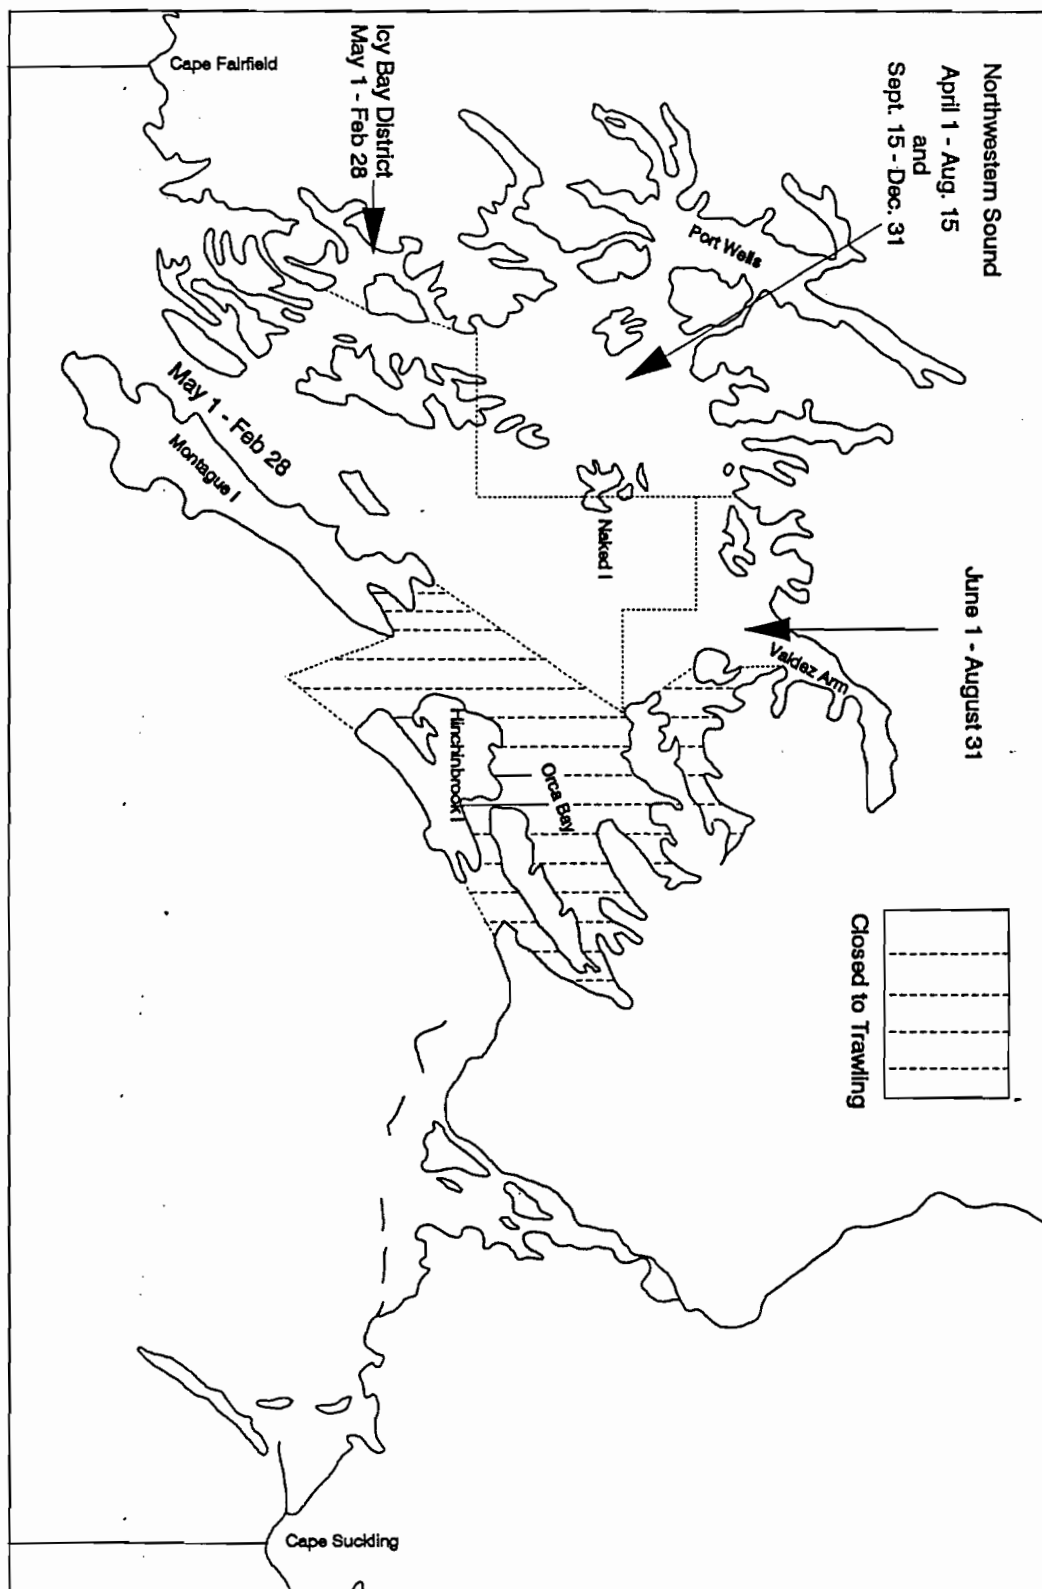 Northwestern Sound
April 1 - Aug. 15
and
Sept. 15 - Dec. 31
June 1 - August 31
Closed to Trawling
Port Wells
Valdez Arm
Naked I
Orca Bay
Hinchinbrook I
Icy Bay District
May 1 - Feb 28
May 1 - Feb 28
Montague I
Cape Fairfield
Cape Suckling